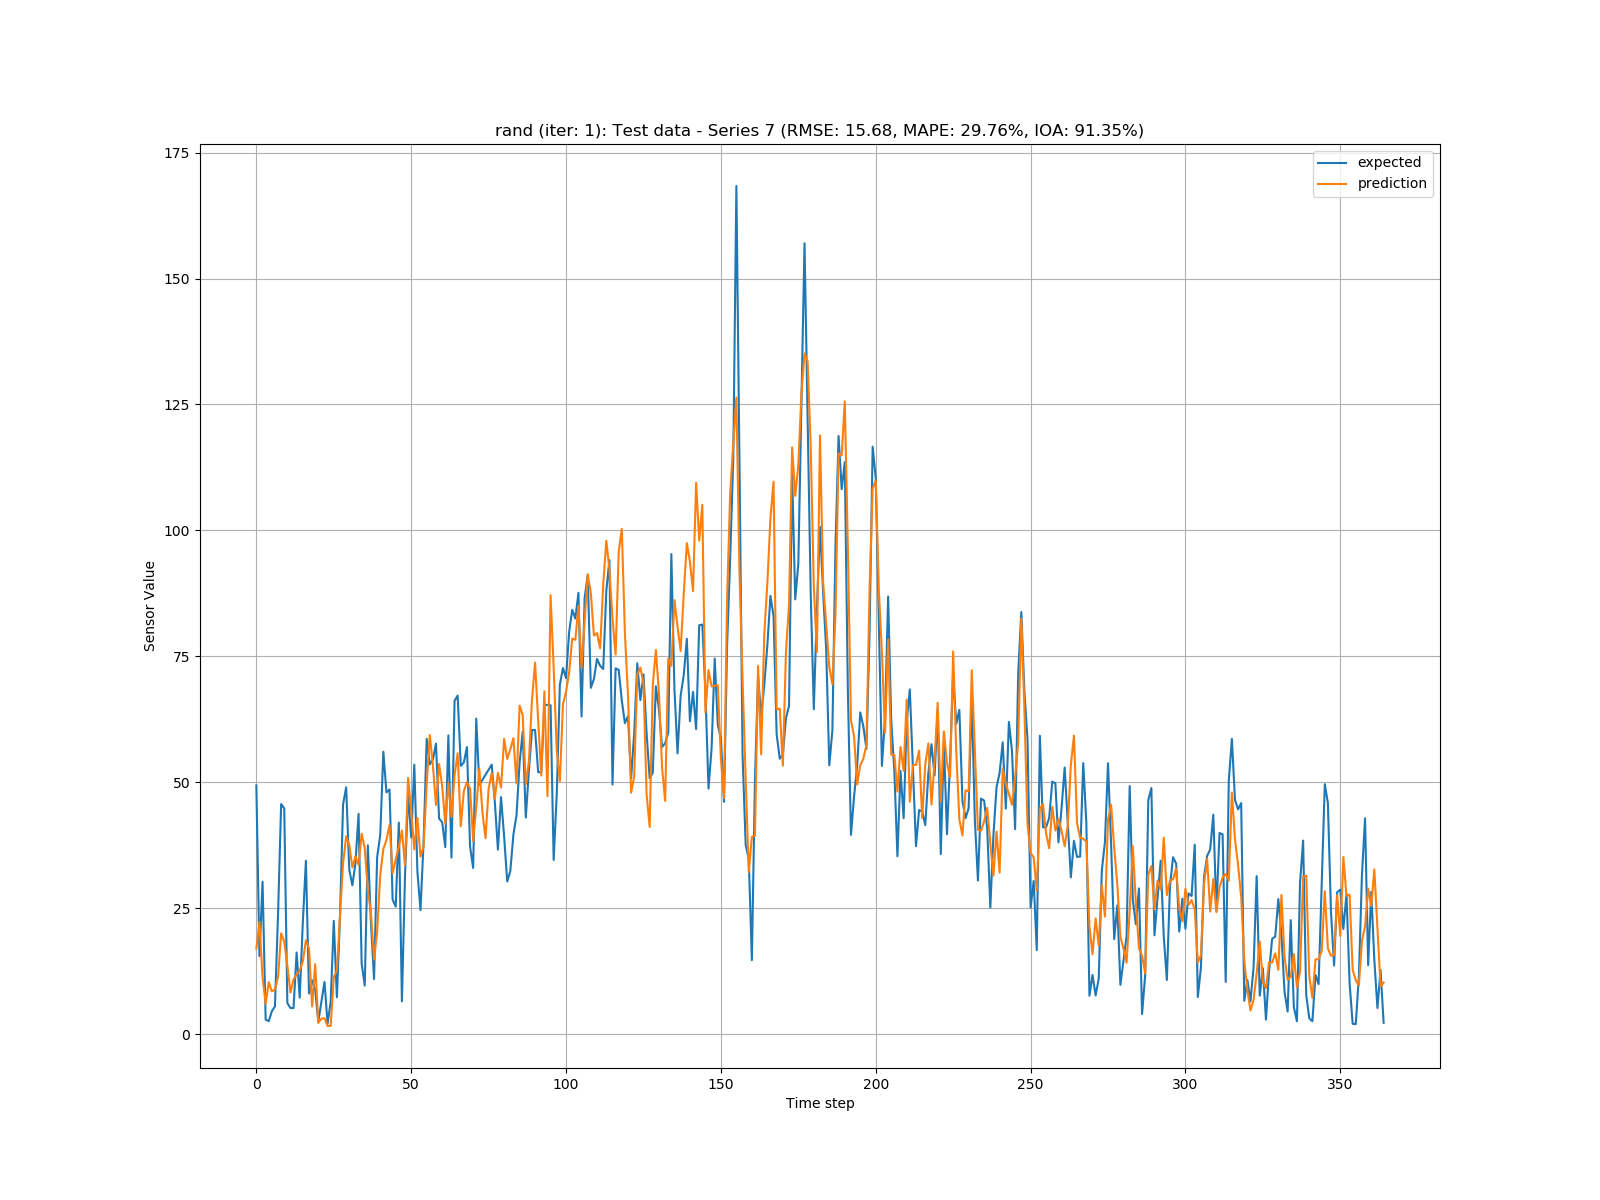 rand (iter: 1): Test data - Series 7 (RMSE: 15.68, MAPE: 29.76%, IOA: 91.35%)
175
150
125
100
75
50
25
0
Sensor Value
expected
prediction
0 50 100 150 200 250 300 350
Time step